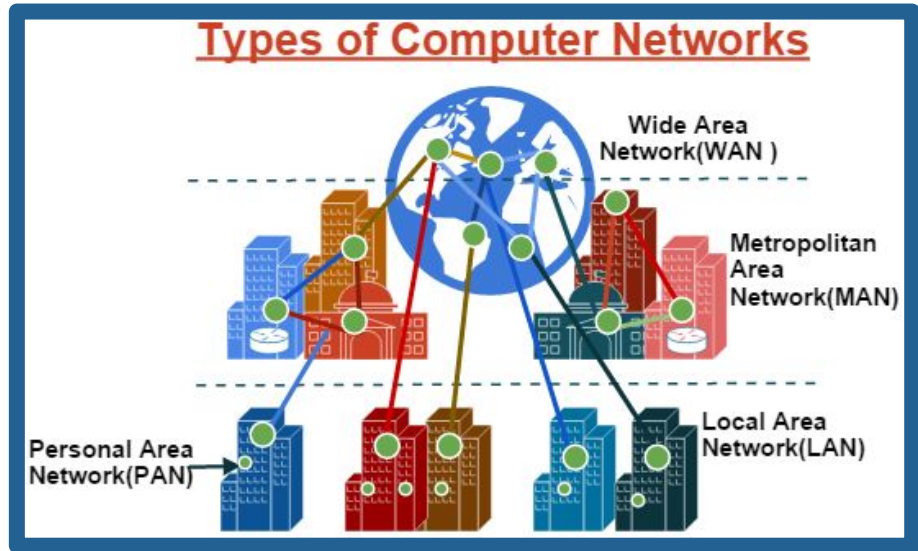 Types of Computer Networks
Wide Area
Network(WAN )
Metropolitan
Area
Network(MAN)
Personal Area
Network(PAN)
Local Area
Network(LAN)